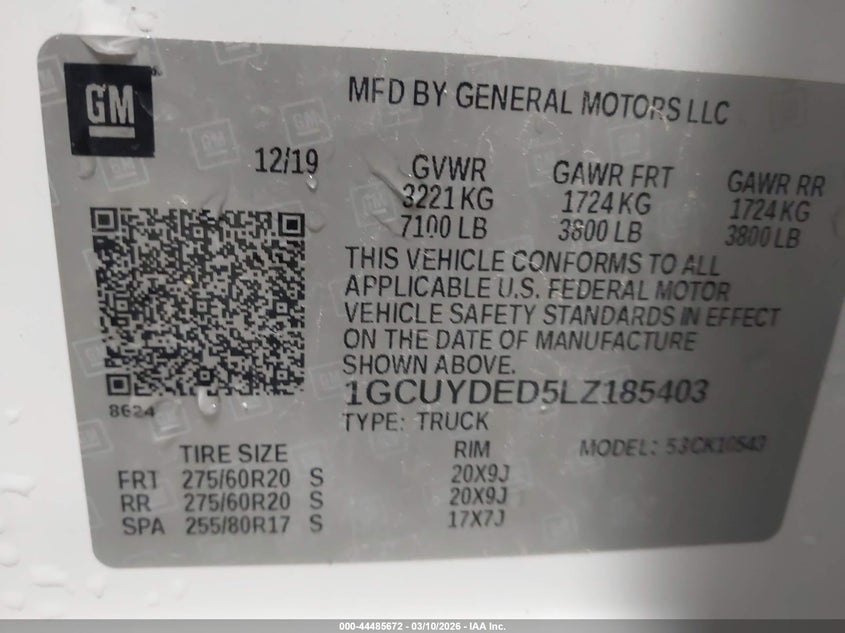 GM
MFD BY GENERAL MOTORS LLC
12/19
GVWR GAWR FRT GAWR RR
3221 KG 1724 KG 1724 KG
7100 LB 3800 LB 3800 LB
THIS VEHICLE CONFORMS TO ALL
APPLICABLE U.S. FEDERAL MOTOR
VEHICLE SAFETY STANDARDS IN EFFECT
ON THE DATE OF MANUFACTURE
SHOWN ABOVE.
8624
1GCUYDED5LZ185403
TYPE: TRUCK
MODEL: 53CK10543
TIRE SIZE RIM
FRT 275/60R20 S 20X9J
RR 275/60R20 S 20X9J
SPA 255/80R17 S 17X7J
000-44485672 — 03/10/2026 — IAA Inc.